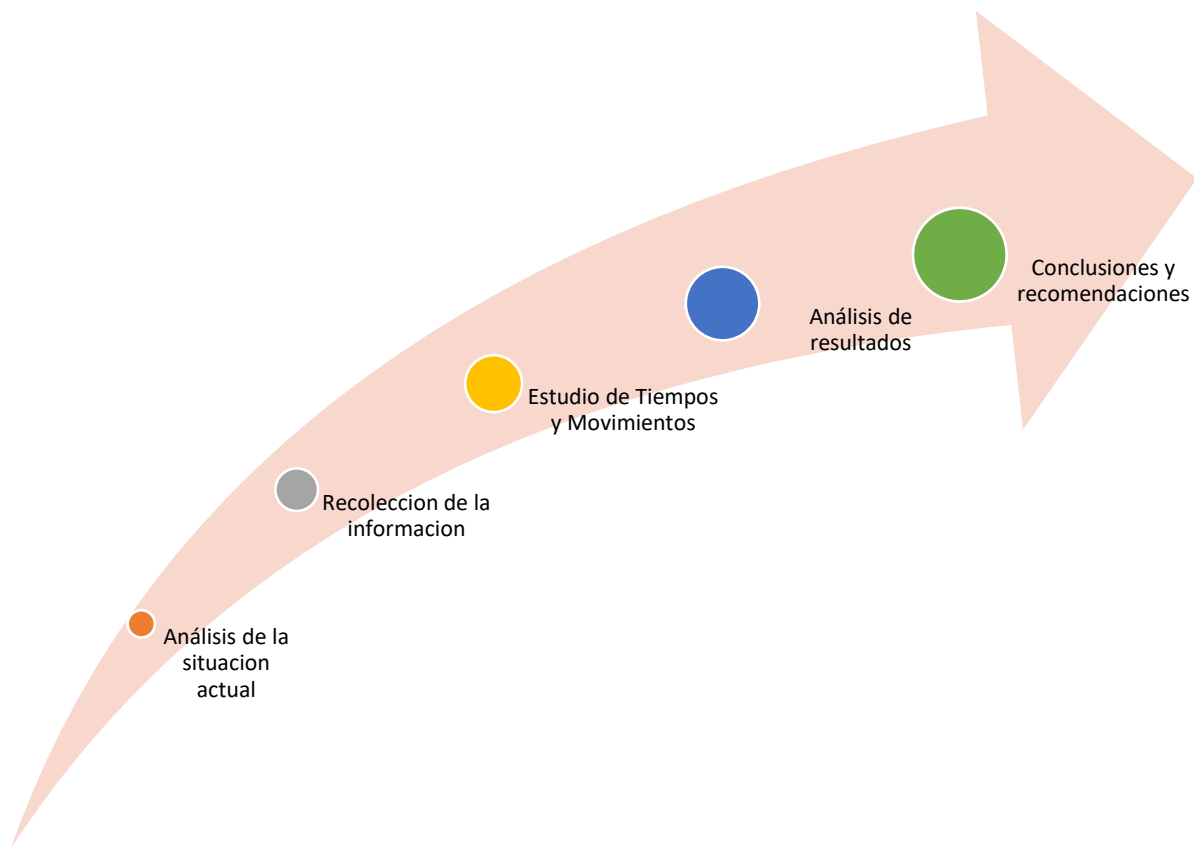 Conclusiones y
recomendaciones
Análisis de
resultados
Estudio de Tiempos
y Movimientos
Recoleccion de la
informacion
Análisis de la
situacion
actual